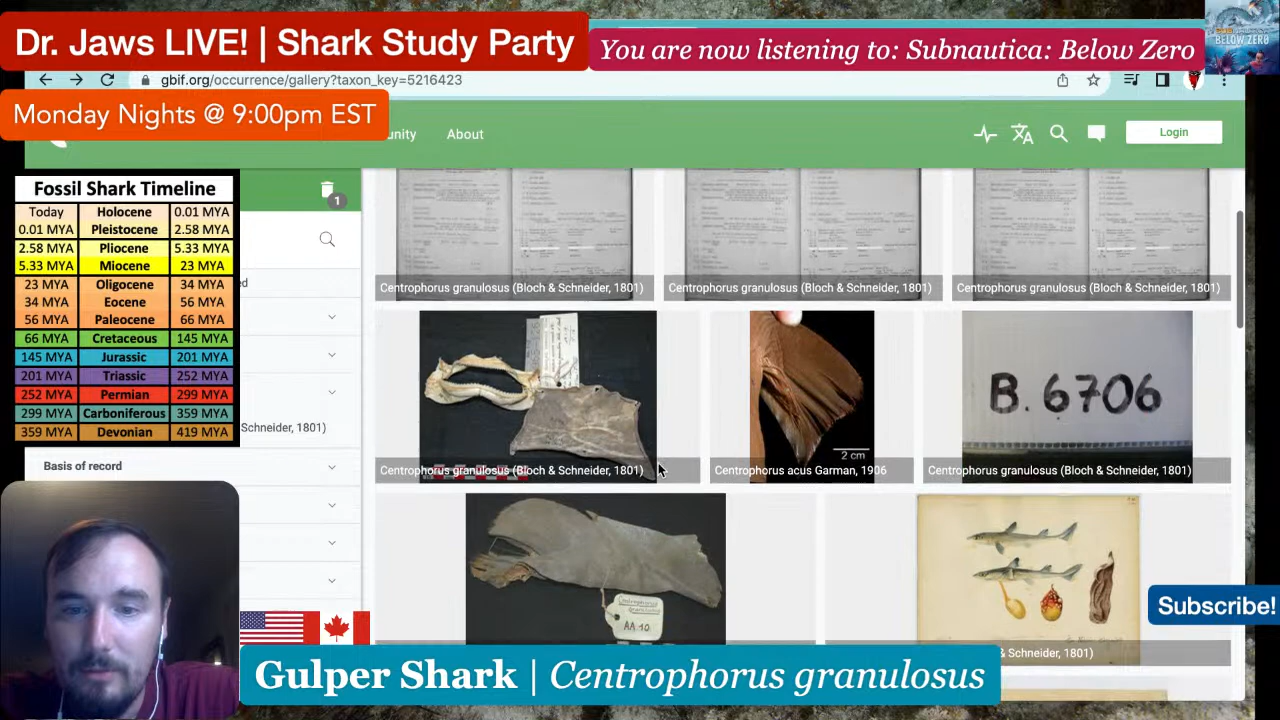 Dr. Jaws LIVE! | Shark Study Party
You are now listening to: Subnautica: Below Zero
BELOW ZERO
gbif.org/occurrence/gallery?taxon_key=5216423
Monday Nights @ 9:00pm EST
unity
About
Login
Fossil Shark Timeline
Today Holocene 0.01 MYA
0.01 MYA Pleistocene 2.58 MYA
2.58 MYA Pliocene 5.33 MYA
5.33 MYA Miocene 23 MYA
23 MYA Oligocene 34 MYA
34 MYA Eocene 56 MYA
56 MYA Paleocene 66 MYA
66 MYA Cretaceous 145 MYA
145 MYA Jurassic 201 MYA
201 MYA Triassic 252 MYA
252 MYA Permian 299 MYA
299 MYA Carboniferous 359 MYA
359 MYA Devonian 419 MYA
1
ed
Schneider, 1801)
Basis of record
Centrophorus granulosus (Bloch & Schneider, 1801)
Centrophorus granulosus (Bloch & Schneider, 1801)
Centrophorus granulosus (Bloch & Schneider, 1801)
B. 6706
2 cm
Centrophorus granulosus (Bloch & Schneider, 1801)
Centrophorus acus Garman, 1906
Centrophorus granulosus (Bloch & Schneider, 1801)
AA.10
& Schneider, 1801)
Subscribe!
Gulper Shark | Centrophorus granulosus